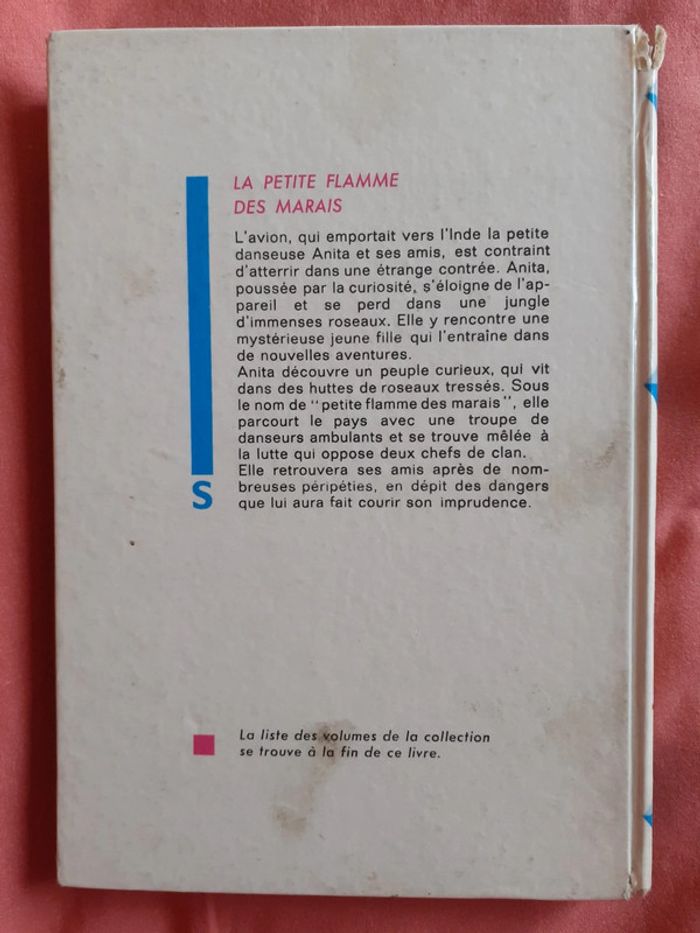 LA PETITE FLAMME
DES MARAIS
L'avion, qui emportait vers l'Inde la petite
danseuse Anita et ses amis, est contraint
d'atterrir dans une étrange contrée. Anita,
poussée par la curiosité, s'éloigne de l'ap-
pareil et se perd dans une jungle
d'immenses roseaux. Elle y rencontre une
mystérieuse jeune fille qui l'entraîne dans
de nouvelles aventures.
Anita découvre un peuple curieux, qui vit
dans des huttes de roseaux tressés. Sous
le nom de "petite flamme des marais", elle
parcourt le pays avec une troupe de
danseurs ambulants et se trouve mêlée à
la lutte qui oppose deux chefs de clan.
Elle retrouvera ses amis après de nom-
breuses péripéties, en dépit des dangers
que lui aura fait courir son imprudence.
S
La liste des volumes de la collection
se trouve à la fin de ce livre.